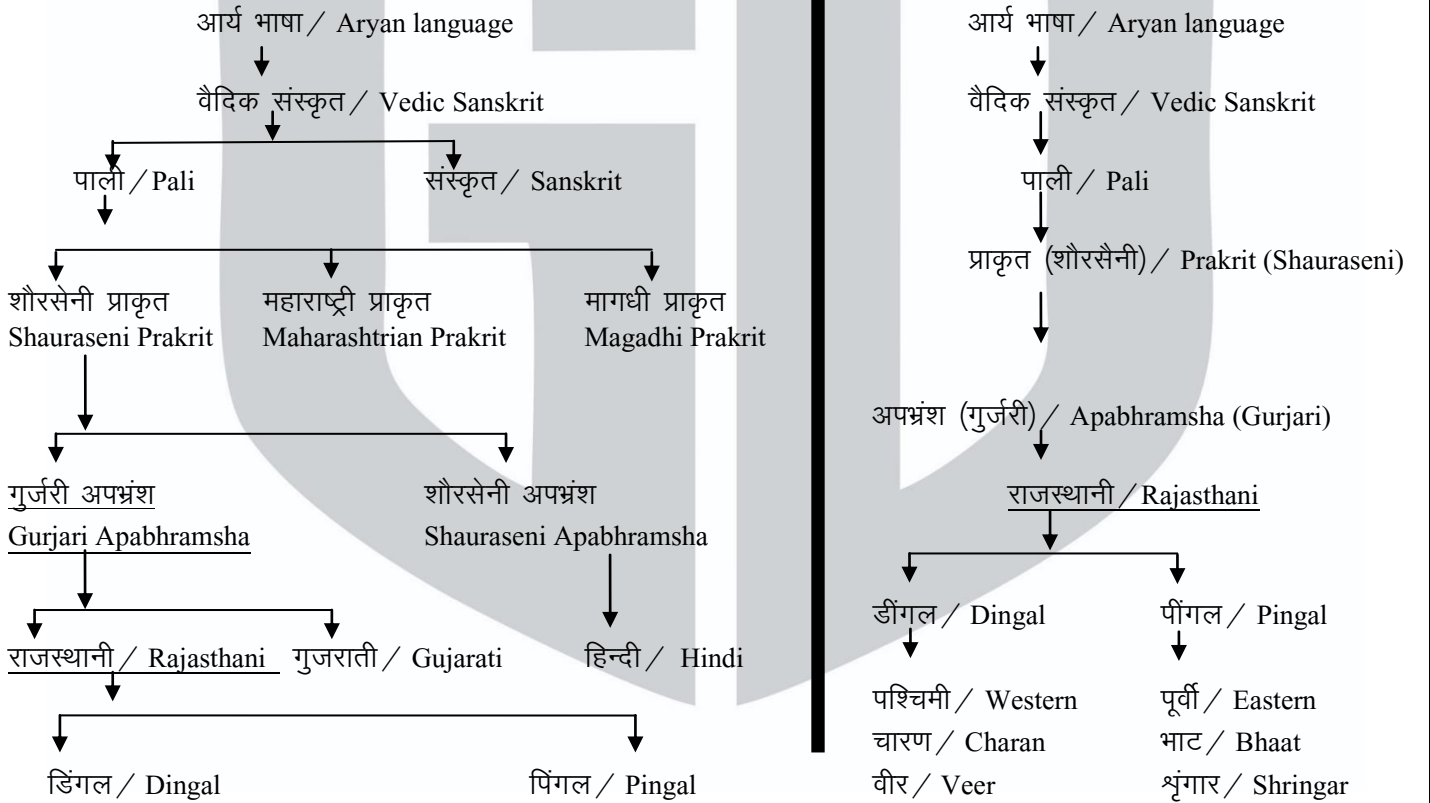 आर्य भाषा / Aryan language
वैदिक संस्कृत / Vedic Sanskrit
पाली / Pali
संस्कृत / Sanskrit
शौरसेनी प्राकृत
Shauraseni Prakrit
महाराष्ट्री प्राकृत
Maharashtrian Prakrit
मागधी प्राकृत
Magadhi Prakrit
गुर्जरी अपभ्रंश
Gurjari Apabhramsha
शौरसेनी अपभ्रंश
Shauraseni Apabhramsha
राजस्थानी / Rajasthani
गुजराती / Gujarati
हिन्दी / Hindi
डिंगल / Dingal
पिंगल / Pingal
आर्य भाषा / Aryan language
वैदिक संस्कृत / Vedic Sanskrit
पाली / Pali
प्राकृत (शौरसैनी) / Prakrit (Shauraseni)
अपभ्रंश (गुर्जरी) / Apabhramsha (Gurjari)
राजस्थानी / Rajasthani
डींगल / Dingal
पींगल / Pingal
पश्चिमी / Western
चारण / Charan
वीर / Veer
पूर्वी / Eastern
भाट / Bhaat
शृंगार / Shringar